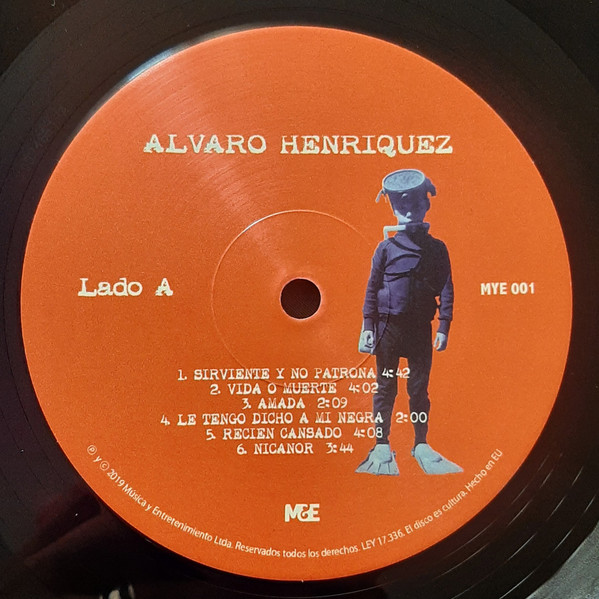 ALVARO HENRIQUEZ
Lado A
MYE 001
1. SIRVIENTE Y NO PATRONA 4:42
2. VIDA O MUERTE 4:02
3. AMADA 2:09
4. LE TENGO DICHO A MI NEGRA 2:00
5. RECIEN CANSADO 4:08
6. NICANOR 3:44
M&E
℗ y © 2019 Música y Entretenimiento Ltda. Reservados todos los derechos. LEY 17.336. El disco es cultura. Hecho en EU